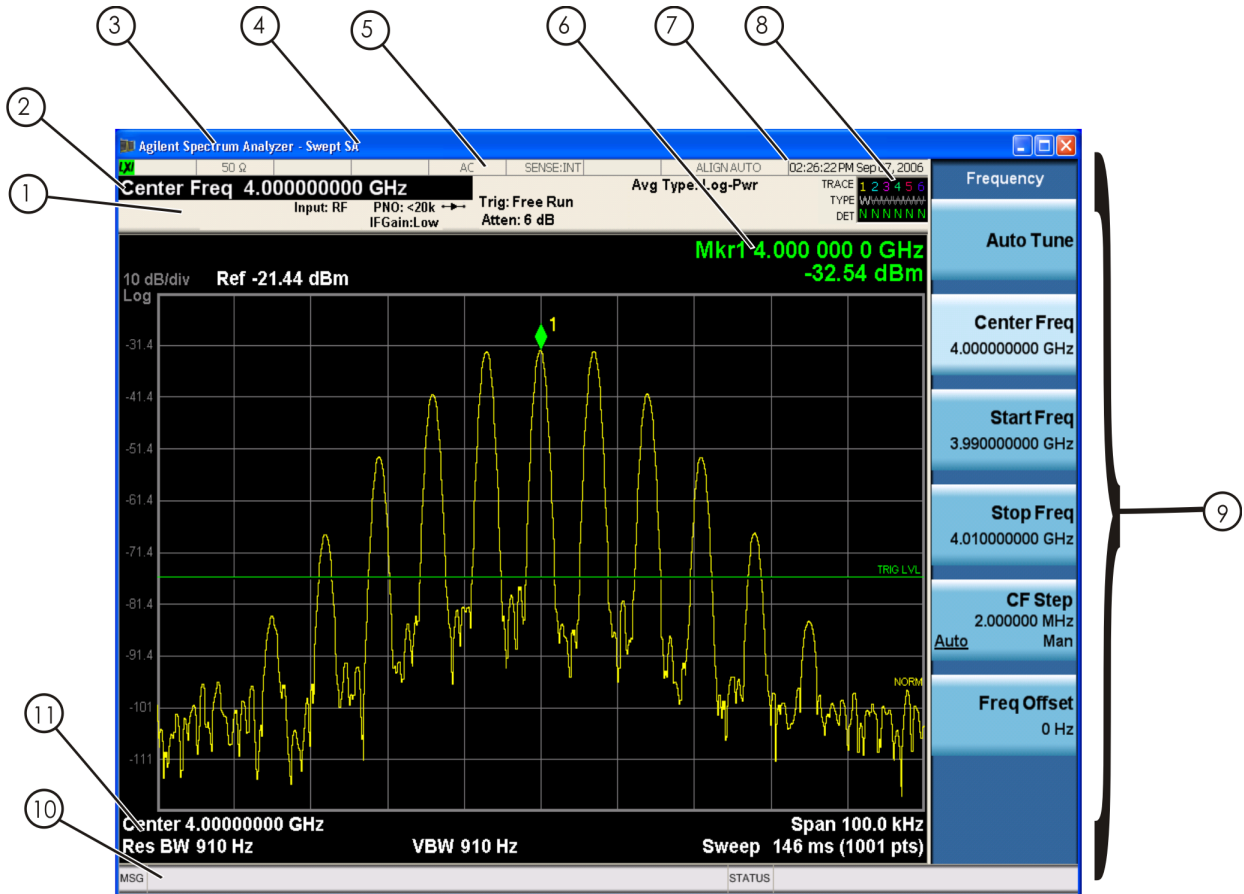 3
4
5
6
7
8
2
Agilent Spectrum Analyzer - Swept SA
LXI 50 Ω AC SENSE:INT ALIGN AUTO 02:26:22 PM Sep 07, 2006
Center Freq 4.000000000 GHz
Input: RF PNO: <20k Trig: Free Run
IFGain:Low Atten: 6 dB
Avg Type: Log-Pwr
TRACE 1 2 3 4 5 6
TYPE WWWWWW
DET N N N N N N
1
Mkr1 4.000 000 0 GHz
-32.54 dBm
10 dB/div Ref -21.44 dBm
Log
1
-31.4
-41.4
-51.4
-61.4
-71.4
TRIG LVL
-81.4
-91.4
NORM
-101
-111
11
Center 4.00000000 GHz Span 100.0 kHz
Res BW 910 Hz VBW 910 Hz Sweep 146 ms (1001 pts)
10
MSG STATUS
Frequency
Auto Tune
Center Freq
4.000000000 GHz
Start Freq
3.990000000 GHz
Stop Freq
4.010000000 GHz
CF Step
2.000000 MHz
Auto Man
Freq Offset
0 Hz
9